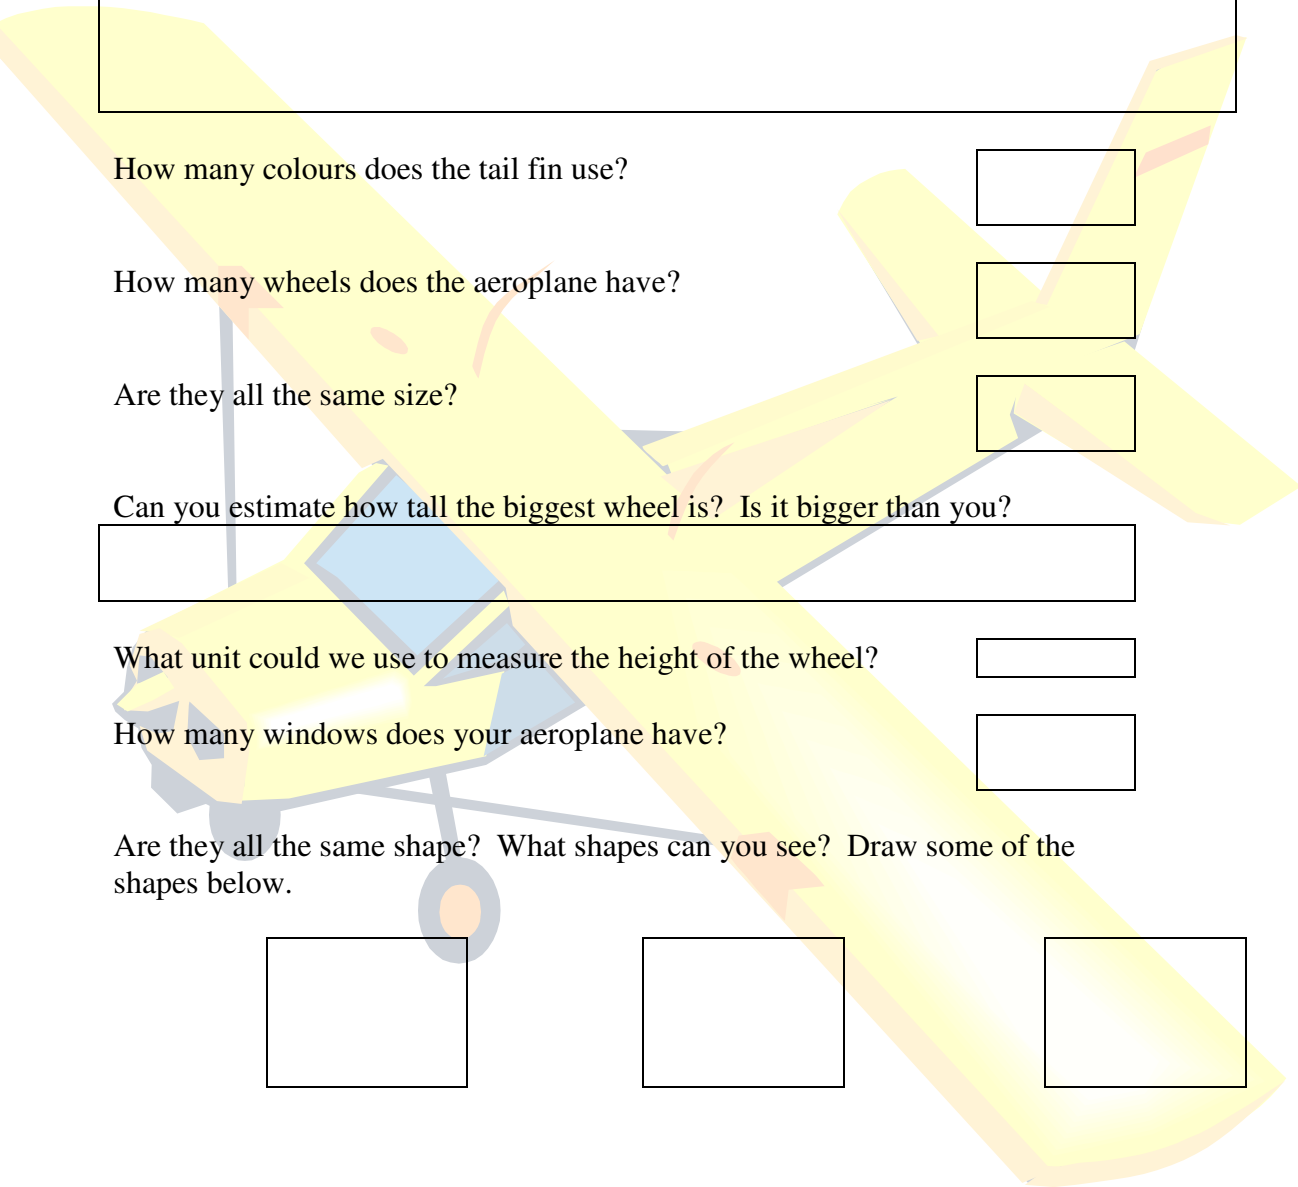 How many colours does the tail fin use?
How many wheels does the aeroplane have?
Are they all the same size?
Can you estimate how tall the biggest wheel is?  Is it bigger than you?
What unit could we use to measure the height of the wheel?
How many windows does your aeroplane have?
Are they all the same shape?  What shapes can you see?  Draw some of the
shapes below.